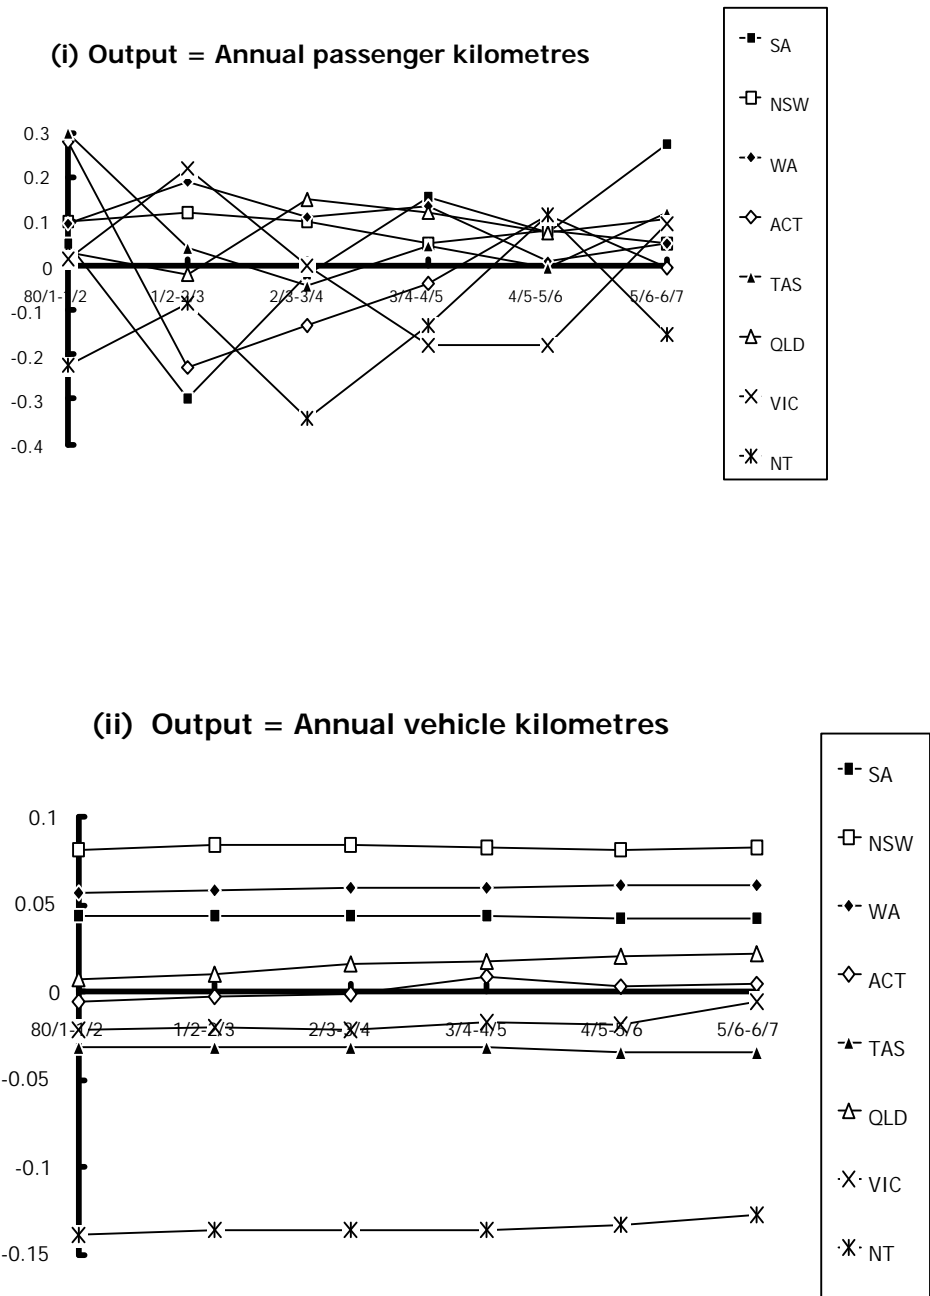 (i) Output = Annual passenger kilometres
0.3
0.2
0.1
0
-0.1
-0.2
-0.3
-0.4
80/1-1/2 1/2-2/3 2/3-3/4 3/4-4/5 4/5-5/6 5/6-6/7
SA
NSW
WA
ACT
TAS
QLD
VIC
NT
(ii) Output = Annual vehicle kilometres
0.1
0.05
0
-0.05
-0.1
-0.15
80/1-1/2 1/2-2/3 2/3-3/4 3/4-4/5 4/5-5/6 5/6-6/7
SA
NSW
WA
ACT
TAS
QLD
VIC
NT